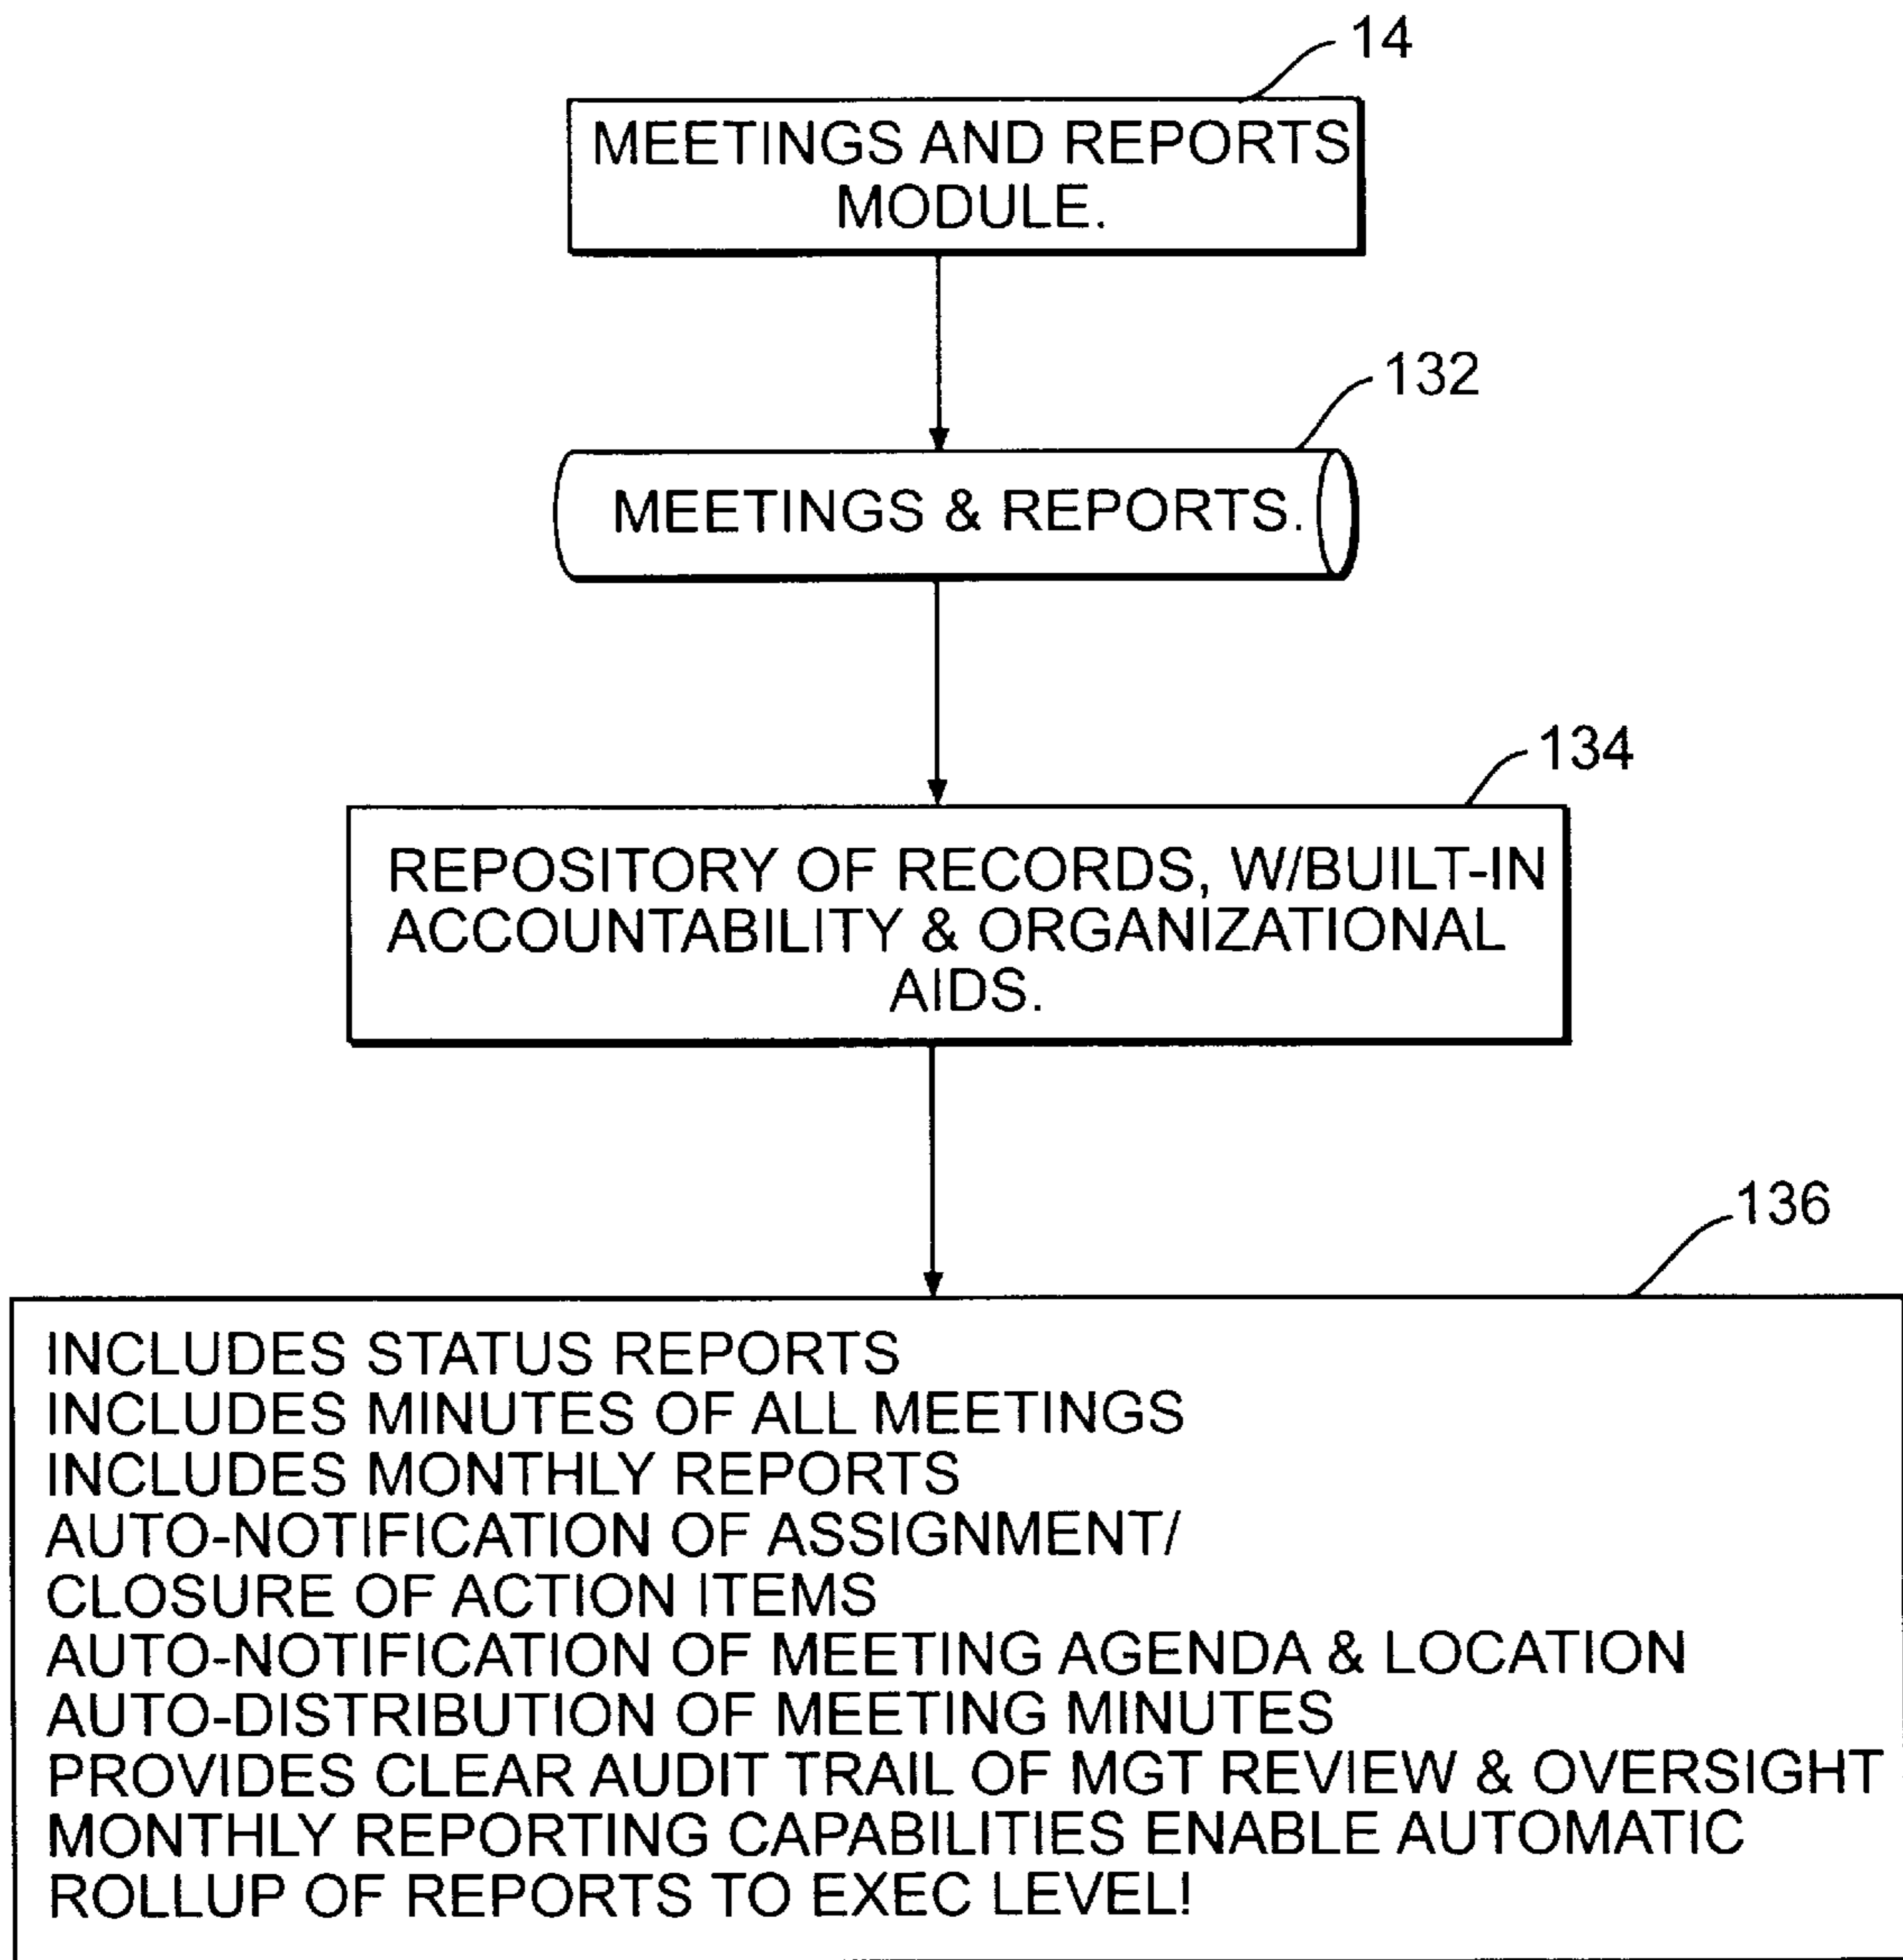 14
MEETINGS AND REPORTS
MODULE.
132
MEETINGS & REPORTS.
134
REPOSITORY OF RECORDS, W/BUILT-IN
ACCOUNTABILITY & ORGANIZATIONAL
AIDS.
136
INCLUDES STATUS REPORTS
INCLUDES MINUTES OF ALL MEETINGS
INCLUDES MONTHLY REPORTS
AUTO-NOTIFICATION OF ASSIGNMENT/
CLOSURE OF ACTION ITEMS
AUTO-NOTIFICATION OF MEETING AGENDA & LOCATION
AUTO-DISTRIBUTION OF MEETING MINUTES
PROVIDES CLEAR AUDIT TRAIL OF MGT REVIEW & OVERSIGHT
MONTHLY REPORTING CAPABILITIES ENABLE AUTOMATIC
ROLLUP OF REPORTS TO EXEC LEVEL!